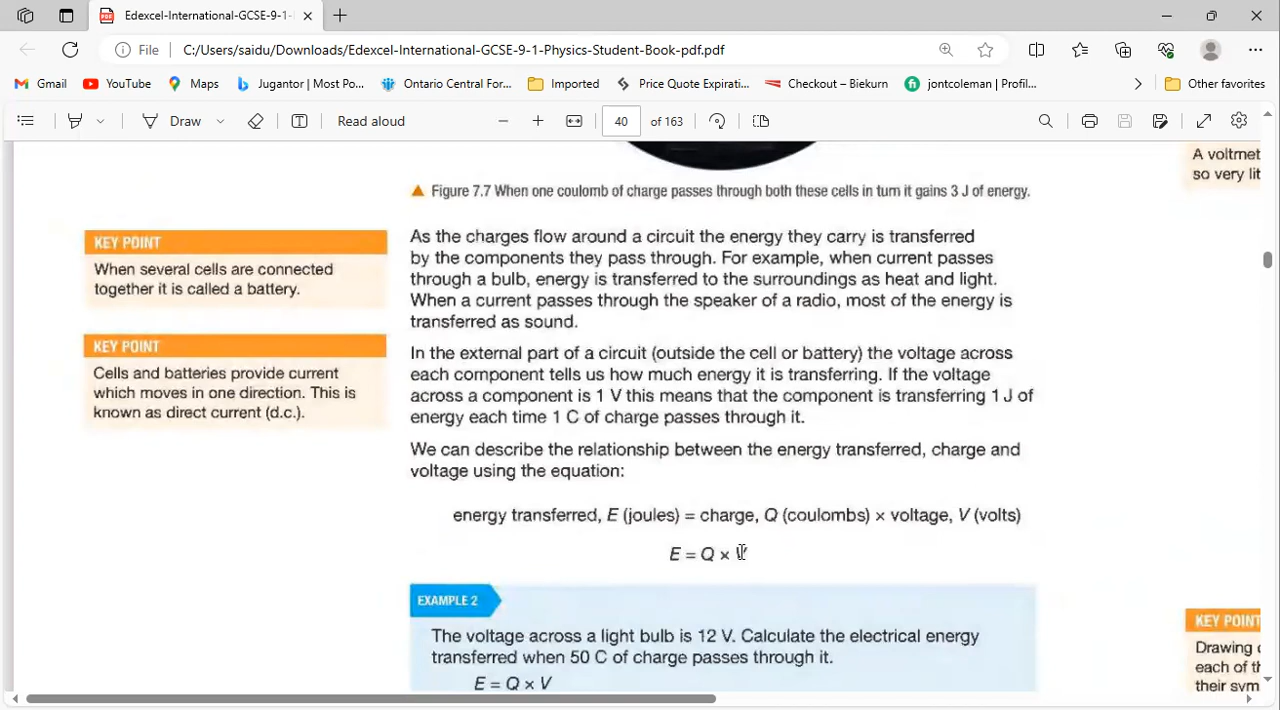 Edexcel-International-GCSE-9-1-
File
C:/Users/saidu/Downloads/Edexcel-International-GCSE-9-1-Physics-Student-Book-pdf.pdf
Gmail YouTube Maps Jugantor | Most Po... Ontario Central For... Imported Price Quote Expirati... Checkout – Biekurn jontcoleman | Profil... Other favorites
Draw Read aloud 40 of 163
A voltmet
so very lit
Figure 7.7 When one coulomb of charge passes through both these cells in turn it gains 3 J of energy.
KEY POINT
When several cells are connected
together it is called a battery.
KEY POINT
Cells and batteries provide current
which moves in one direction. This is
known as direct current (d.c.).
As the charges flow around a circuit the energy they carry is transferred
by the components they pass through. For example, when current passes
through a bulb, energy is transferred to the surroundings as heat and light.
When a current passes through the speaker of a radio, most of the energy is
transferred as sound.
In the external part of a circuit (outside the cell or battery) the voltage across
each component tells us how much energy it is transferring. If the voltage
across a component is 1 V this means that the component is transferring 1 J of
energy each time 1 C of charge passes through it.
We can describe the relationship between the energy transferred, charge and
voltage using the equation:
energy transferred, E (joules) = charge, Q (coulombs) × voltage, V (volts)
E = Q × V
EXAMPLE 2
The voltage across a light bulb is 12 V. Calculate the electrical energy
transferred when 50 C of charge passes through it.
E = Q × V
KEY POINT
Drawing
each of th
their sym